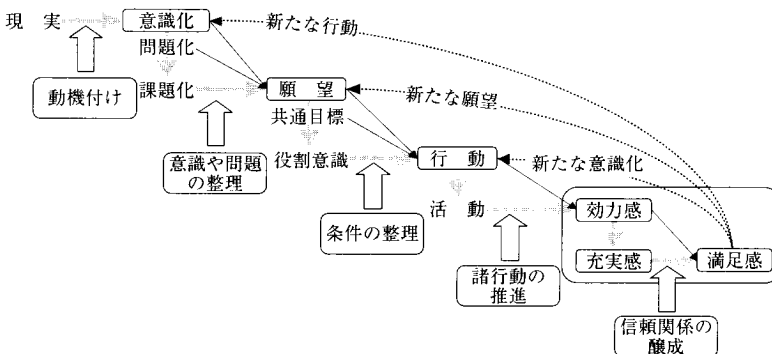 現　実
意識化
新たな行動
問題化
動機付け
課題化
願　望
新たな願望
共通目標
意識や問題
の整理
役割意識
行　動
新たな意識化
条件の整理
活　動
効力感
諸行動の
推進
充実感
満足感
信頼関係の
醸成